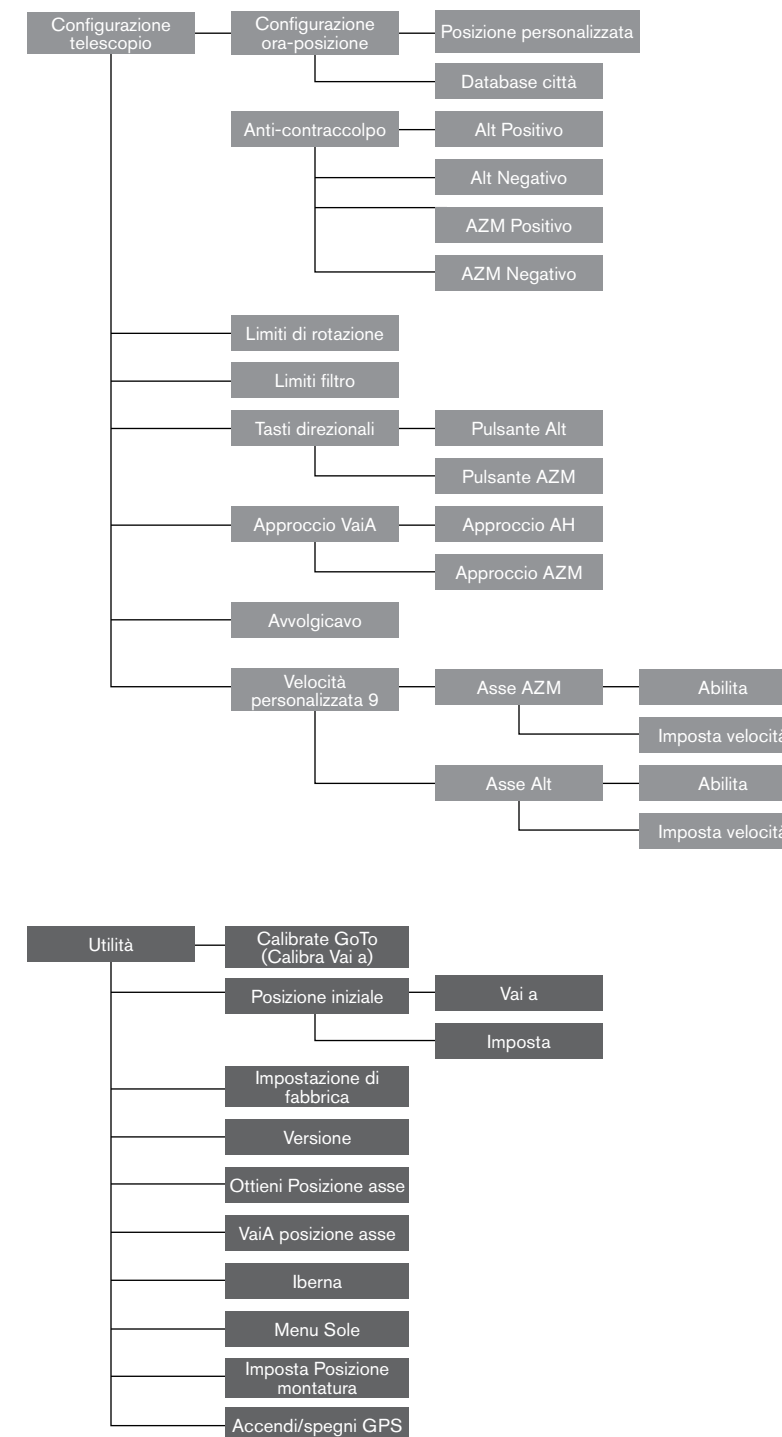 Configurazione
telescopio
Configurazione
ora-posizione
Posizione personalizzata
Database città
Anti-contraccolpo
Alt Positivo
Alt Negativo
AZM Positivo
AZM Negativo
Limiti di rotazione
Limiti filtro
Tasti direzionali
Pulsante Alt
Pulsante AZM
Approccio VaiA
Approccio AH
Approccio AZM
Avvolgicavo
Velocità
personalizzata 9
Asse AZM
Abilita
Imposta velocità
Asse Alt
Abilita
Imposta velocità
Utilità
Calibrate GoTo
(Calibra Vai a)
Posizione iniziale
Vai a
Imposta
Impostazione di
fabbrica
Versione
Ottieni Posizione asse
VaiA posizione asse
Iberna
Menu Sole
Imposta Posizione
montatura
Accendi/spegni GPS